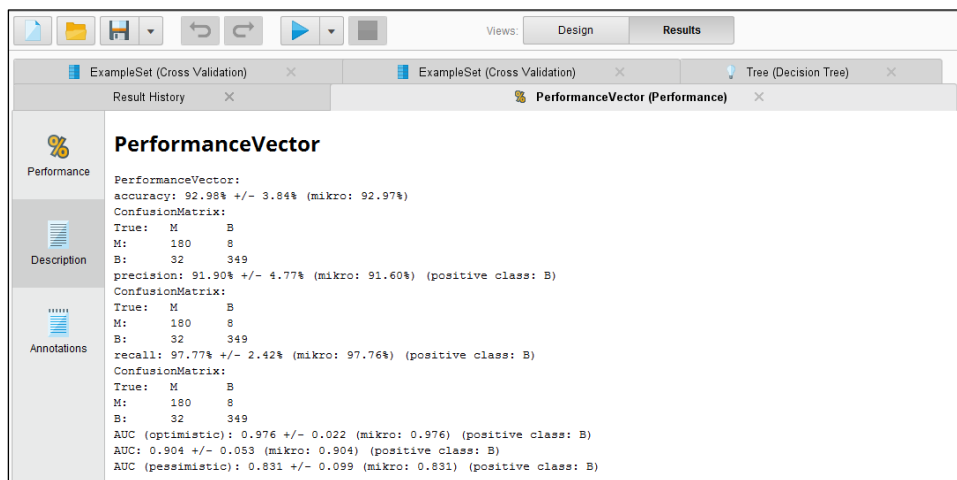 Views: Design Results
ExampleSet (Cross Validation) ExampleSet (Cross Validation) Tree (Decision Tree)
Result History PerformanceVector (Performance)
Performance
Description
Annotations
PerformanceVector
PerformanceVector:
accuracy: 92.98% +/- 3.84% (mikro: 92.97%)
ConfusionMatrix:
True: M B
M: 180 8
B: 32 349
precision: 91.90% +/- 4.77% (mikro: 91.60%) (positive class: B)
ConfusionMatrix:
True: M B
M: 180 8
B: 32 349
recall: 97.77% +/- 2.42% (mikro: 97.76%) (positive class: B)
ConfusionMatrix:
True: M B
M: 180 8
B: 32 349
AUC (optimistic): 0.976 +/- 0.022 (mikro: 0.976) (positive class: B)
AUC: 0.904 +/- 0.053 (mikro: 0.904) (positive class: B)
AUC (pessimistic): 0.831 +/- 0.099 (mikro: 0.831) (positive class: B)